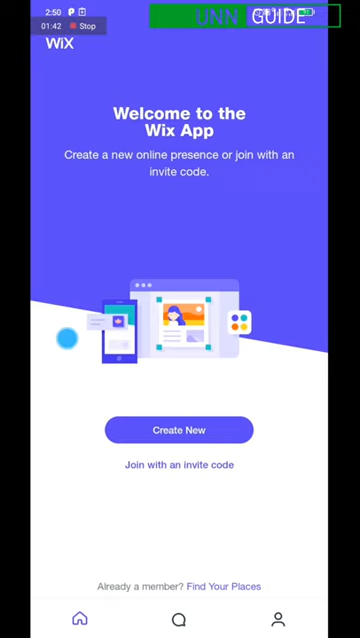 2:50
UNN GUIDE
01:42 Stop
WiX
Welcome to the
Wix App
Create a new online presence or join with an
invite code.
Create New
Join with an invite code
Already a member? Find Your Places